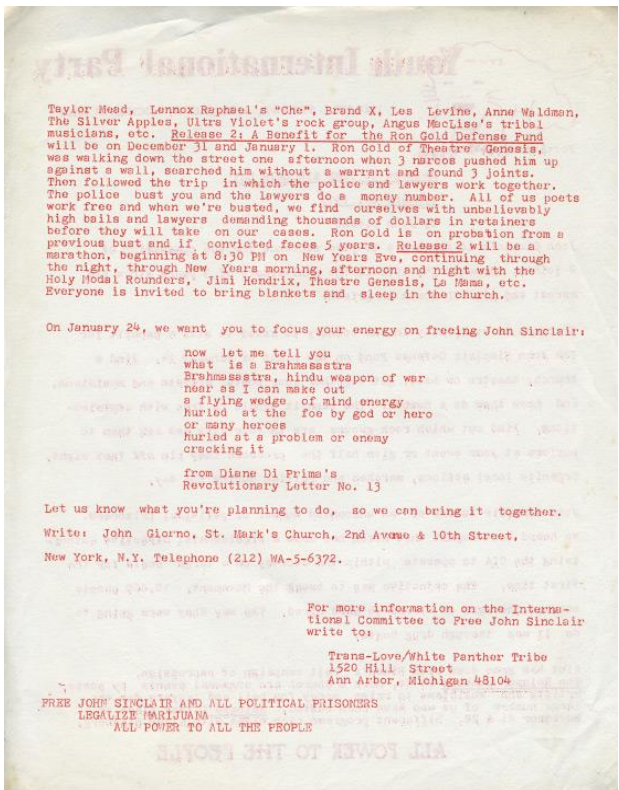 Taylor Mead, Lennox Raphael's "Che", Brand X, Les Levine, Anne Waldman,
The Silver Apples, Ultra Violet's rock group, Angus MacLise's tribal
musicians, etc. Release 2: A Benefit for the Ron Gold Defense Fund
will be on December 31 and January 1. Ron Gold of Theatre Genesis,
was walking down the street one afternoon when 3 narcos pushed him up
against a wall, searched him without a warrant and found 3 joints.
Then followed the trip in which the police and lawyers work together.
The police bust you and the lawyers do a money number. All of us poets
work free and when we're busted, we find ourselves with unbelievably
high bails and lawyers demanding thousands of dollars in retainers
before they will take on our cases. Ron Gold is on probation from a
previous bust and if convicted faces 5 years. Release 2 will be a
marathon, beginning at 8:30 PM on New Years Eve, continuing through
the night, through New Years morning, afternoon and night with the
Holy Modal Rounders, Jimi Hendrix, Theatre Genesis, La Mama, etc.
Everyone is invited to bring blankets and sleep in the church.
On January 24, we want you to focus your energy on freeing John Sinclair:
now let me tell you
what is a Brahmasastra
Brahmasastra, hindu weapon of war
near as I can make out
a flying wedge of mind energy
hurled at the foe by god or hero
or many heroes
hurled at a problem or enemy
cracking it
from Diane Di Prima's
Revolutionary Letter No. 13
Let us know what you're planning to do, so we can bring it together.
Write: John Giorno, St. Mark's Church, 2nd Avenue & 10th Street,
New York, N.Y. Telephone (212) WA-5-6372.
For more information on the Interna-
tional Committee to Free John Sinclair
write to:
Trans-Love/White Panther Tribe
1520 Hill Street
Ann Arbor, Michigan 48104
FREE JOHN SINCLAIR AND ALL POLITICAL PRISONERS
LEGALIZE MARIJUANA
ALL POWER TO ALL THE PEOPLE